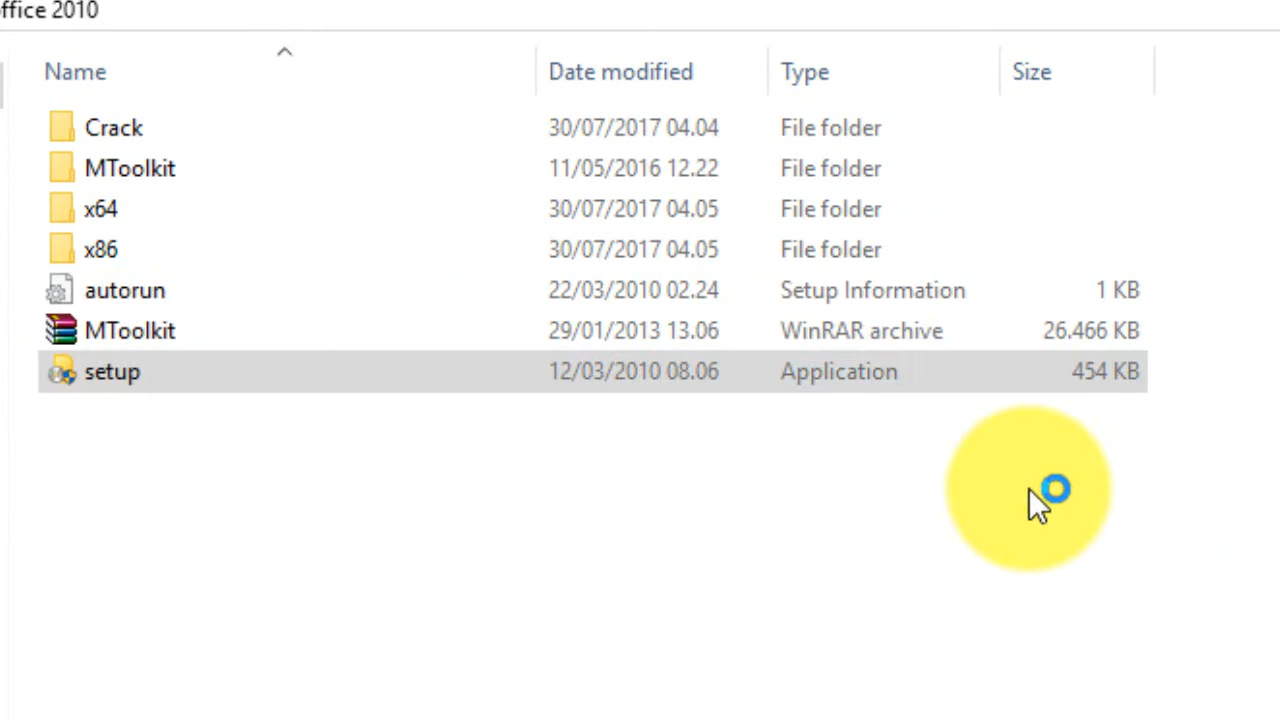 ffice 2010
Name Date modified Type Size
Crack 30/07/2017 04.04 File folder
MToolkit 11/05/2016 12.22 File folder
x64 30/07/2017 04.05 File folder
x86 30/07/2017 04.05 File folder
autorun 22/03/2010 02.24 Setup Information 1 KB
MToolkit 29/01/2013 13.06 WinRAR archive 26.466 KB
setup 12/03/2010 08.06 Application 454 KB